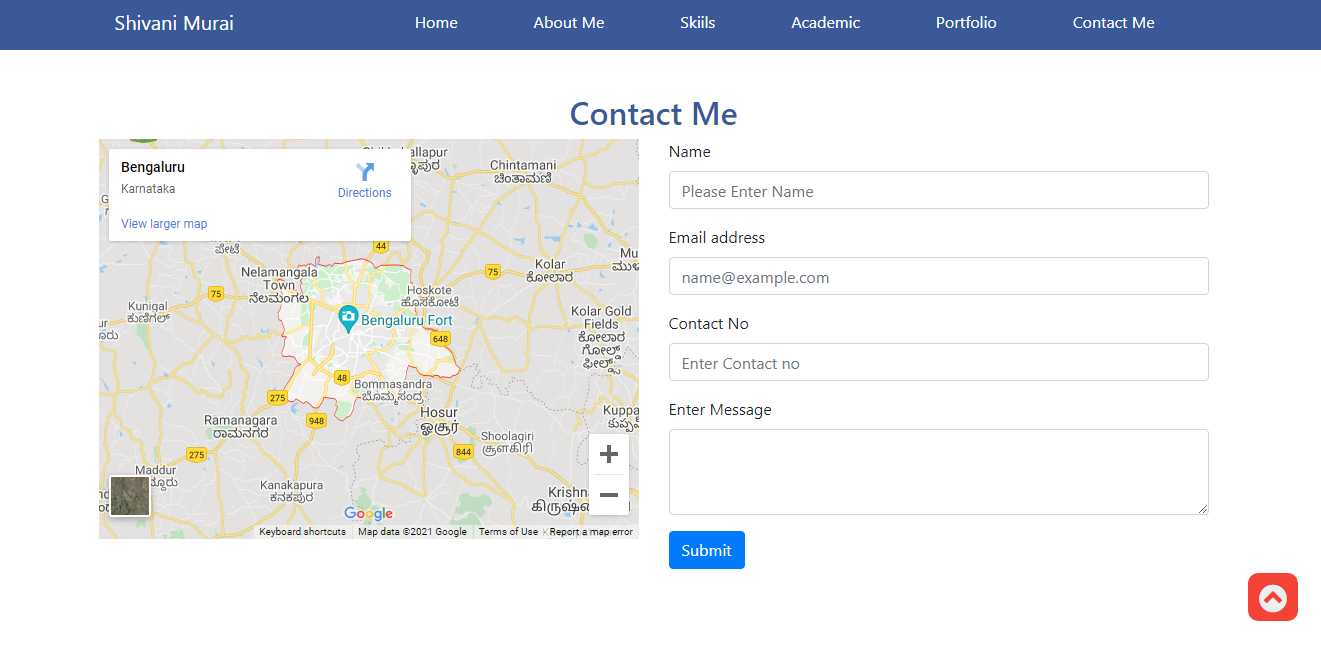 Shivani Murai
Home
About Me
Skiils
Academic
Portfolio
Contact Me
Contact Me
Bengaluru
Karnataka
Directions
View larger map
Chintamani
ಚಿಂತಾಮಣಿ
44
75
Kolar
ಕೋಲಾರ
Nelamangala
Town
ನೆಲಮಂಗಲ
75
Hoskote
ಹೊಸಕೋಟೆ
Kunigal
ಕುಣಿಗಲ್
Bengaluru Fort
Kolar Gold
Fields
ಕೋಲಾರ
ಗೋಲ್ಡ್
ಫೀಲ್ಡ್ಸ್
648
48
Bommasandra
ಬೊಮ್ಮಸಂದ್ರ
275
948
Hosur
ஓசூர்
Ramanagara
ರಾಮನಗರ
Shoolagiri
சூளகிரி
844
275
Maddur
Kanakapura
ಕನಕಪುರ
Google
Keyboard shortcuts
Map data ©2021 Google
Terms of Use
Report a map error
Name
Please Enter Name
Email address
name@example.com
Contact No
Enter Contact no
Enter Message
Submit